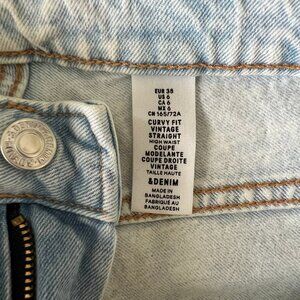 EUR 38
US 6
CA 6
MX 6
CN 165/72A
CURVY FIT
VINTAGE
STRAIGHT
HIGH WAIST
COUPE
MODELANTE
COUPE DROITE
VINTAGE
TAILLE HAUTE
&DENIM
MADE IN
BANGLADESH
FABRIQUÉ AU
BANGLADESH